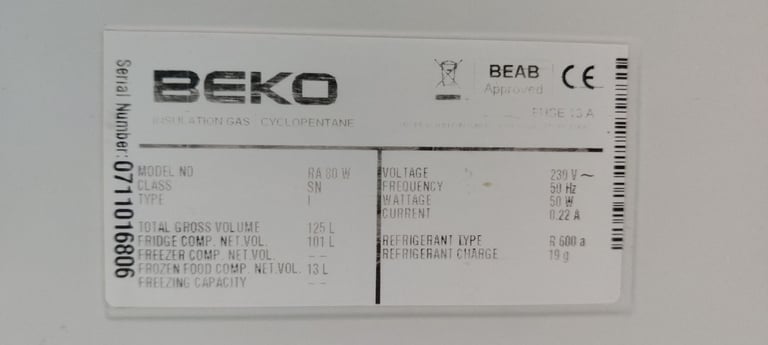 Serial Number: 07110016806
BEKO
BEAB
Approved
CE
INSULATION GAS : CYCLOPENTANE
FUSE 13 A
MODEL NO RA 80 W
CLASS SN
TYPE I
TOTAL GROSS VOLUME 125 L
FRIDGE COMP. NET.VOL. 101 L
FREEZER COMP. NET.VOL. --
FROZEN FOOD COMP. NET.VOL. 13 L
FREEZING CAPACITY --
VOLTAGE 230 V ~
FREQUENCY 50 Hz
WATTAGE 50 W
CURRENT 0.22 A
REFRIGERANT TYPE R 600 a
REFRIGERANT CHARGE 19 g